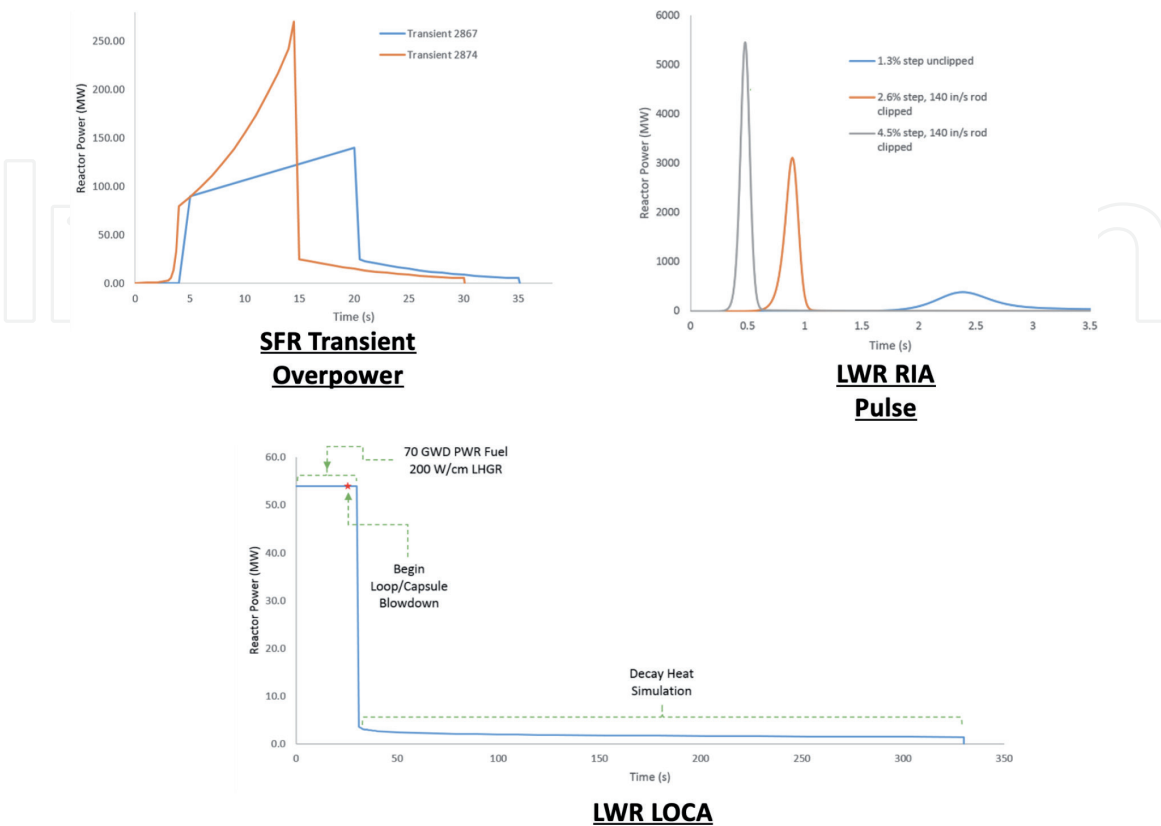 250.00
200.00
150.00
100.00
50.00
0.00
Reactor Power (MW)
Transient 2867
Transient 2874
0 5 10 15 20 25 30 35
Time (s)
SFR Transient
Overpower
6000
5000
4000
3000
2000
1000
0
Reactor Power (MW)
1.3% step unclipped
2.6% step, 140 in/s rod
clipped
4.5% step, 140 in/s rod
clipped
0 0.5 1 1.5 2 2.5 3 3.5
Time (s)
LWR RIA
Pulse
60.0
50.0
40.0
30.0
20.0
10.0
0.0
Reactor Power (MW)
70 GWD PWR Fuel
200 W/cm LHGR
Begin
Loop/Capsule
Blowdown
Decay Heat
Simulation
0 50 100 150 200 250 300 350
Time (s)
LWR LOCA